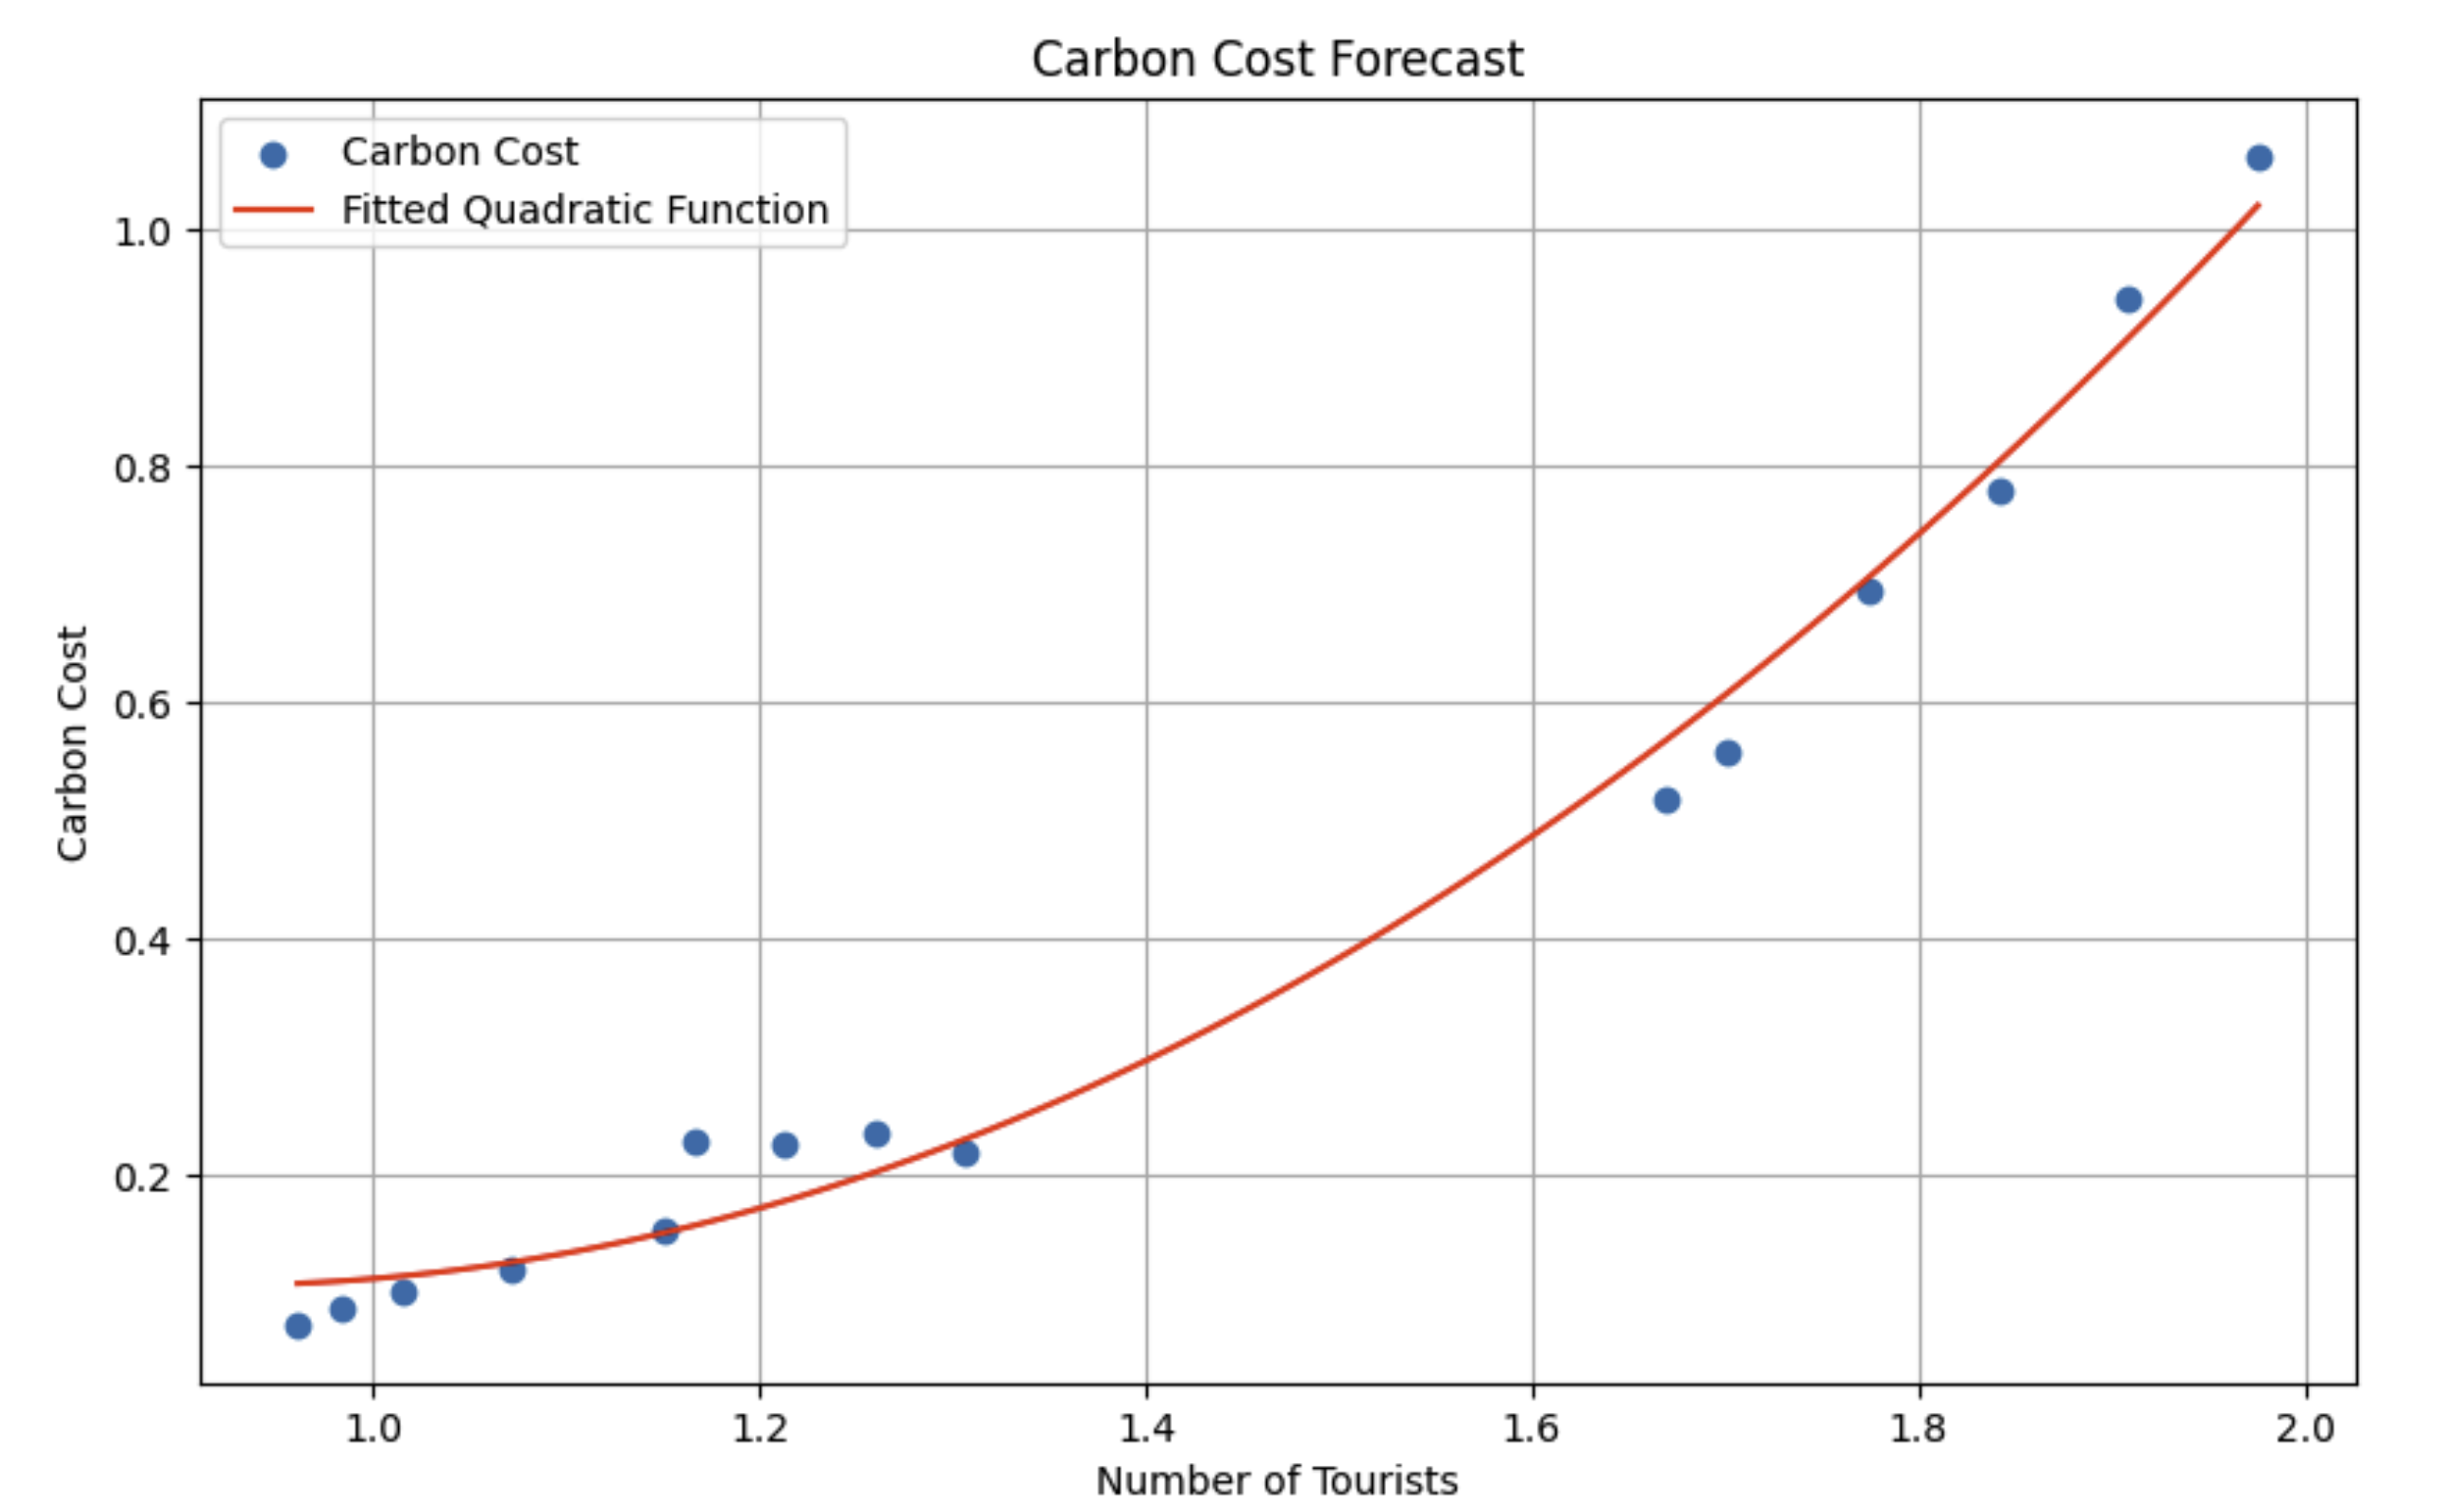 Carbon Cost Forecast
Carbon Cost
Fitted Quadratic Function
1.0
0.8
0.6
0.4
0.2
Carbon Cost
1.0 1.2 1.4 1.6 1.8 2.0
Number of Tourists